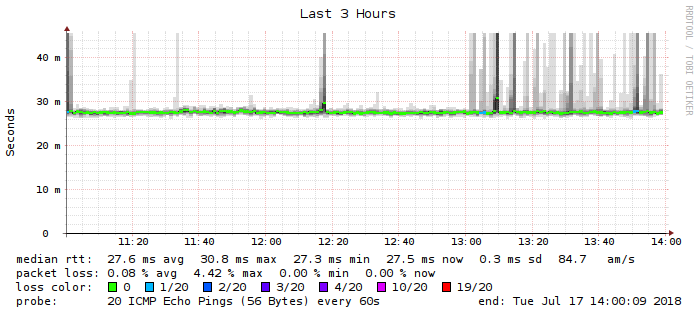 Last 3 Hours
RRDTOOL / TOBI OETIKER
Seconds
40 m
30 m
20 m
10 m
0
11:20 11:40 12:00 12:20 12:40 13:00 13:20 13:40 14:00
median rtt: 27.6 ms avg 30.8 ms max 27.3 ms min 27.5 ms now 0.3 ms sd 84.7 am/s
packet loss: 0.08 % avg 4.42 % max 0.00 % min 0.00 % now
loss color: 0 1/20 2/20 3/20 4/20 10/20 19/20
probe: 20 ICMP Echo Pings (56 Bytes) every 60s end: Tue Jul 17 14:00:09 2018